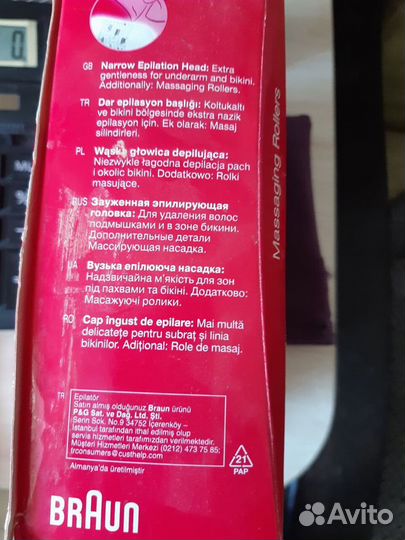 0
GB Narrow Epilation Head: Extra
gentleness for underarm and bikini.
Additionally: Massaging Rollers.
TR Dar epilasyon başlığı: Koltukaltı
ve bikini bölgesinde ekstra nazik
epilasyon için. Ek olarak: Masaj
silindirleri.
PL Wąska głowica depilująca:
Niezwykle łagodna depilacja pach
i okolic bikini. Dodatkowo: Rolki
masujące.
RUS Зауженная эпилирующая
головка: Для удаления волос
подмышками и в зоне бикини.
Дополнительные детали
Массирующая насадка.
UA Вузька епілююча насадка:
Надзвичайна м'якість для зон
під пахвами та бікіні. Додатково:
Масажуючі ролики.
RO Cap îngust de epilare: Mai multă
delicateţe pentru subraţ şi linia
bikinilor. Adiţional: Role de masaj.
TR Epilatör
Satın almış olduğunuz Braun ürünü
P&G Sat. ve Dağ. Ltd. Şti.
Serin Sok. No.9 34752 İçerenköy –
İstanbul tarafından ithal edilmiş olup
servis hizmetleri tarafımızdan verilmektedir.
Müşteri Hizmetleri Merkezi (0212) 473 75 85;
trconsumers@custhelp.com
Almanya'da üretilmiştir
21
PAP
BRAUN
Massaging Rollers
Avito